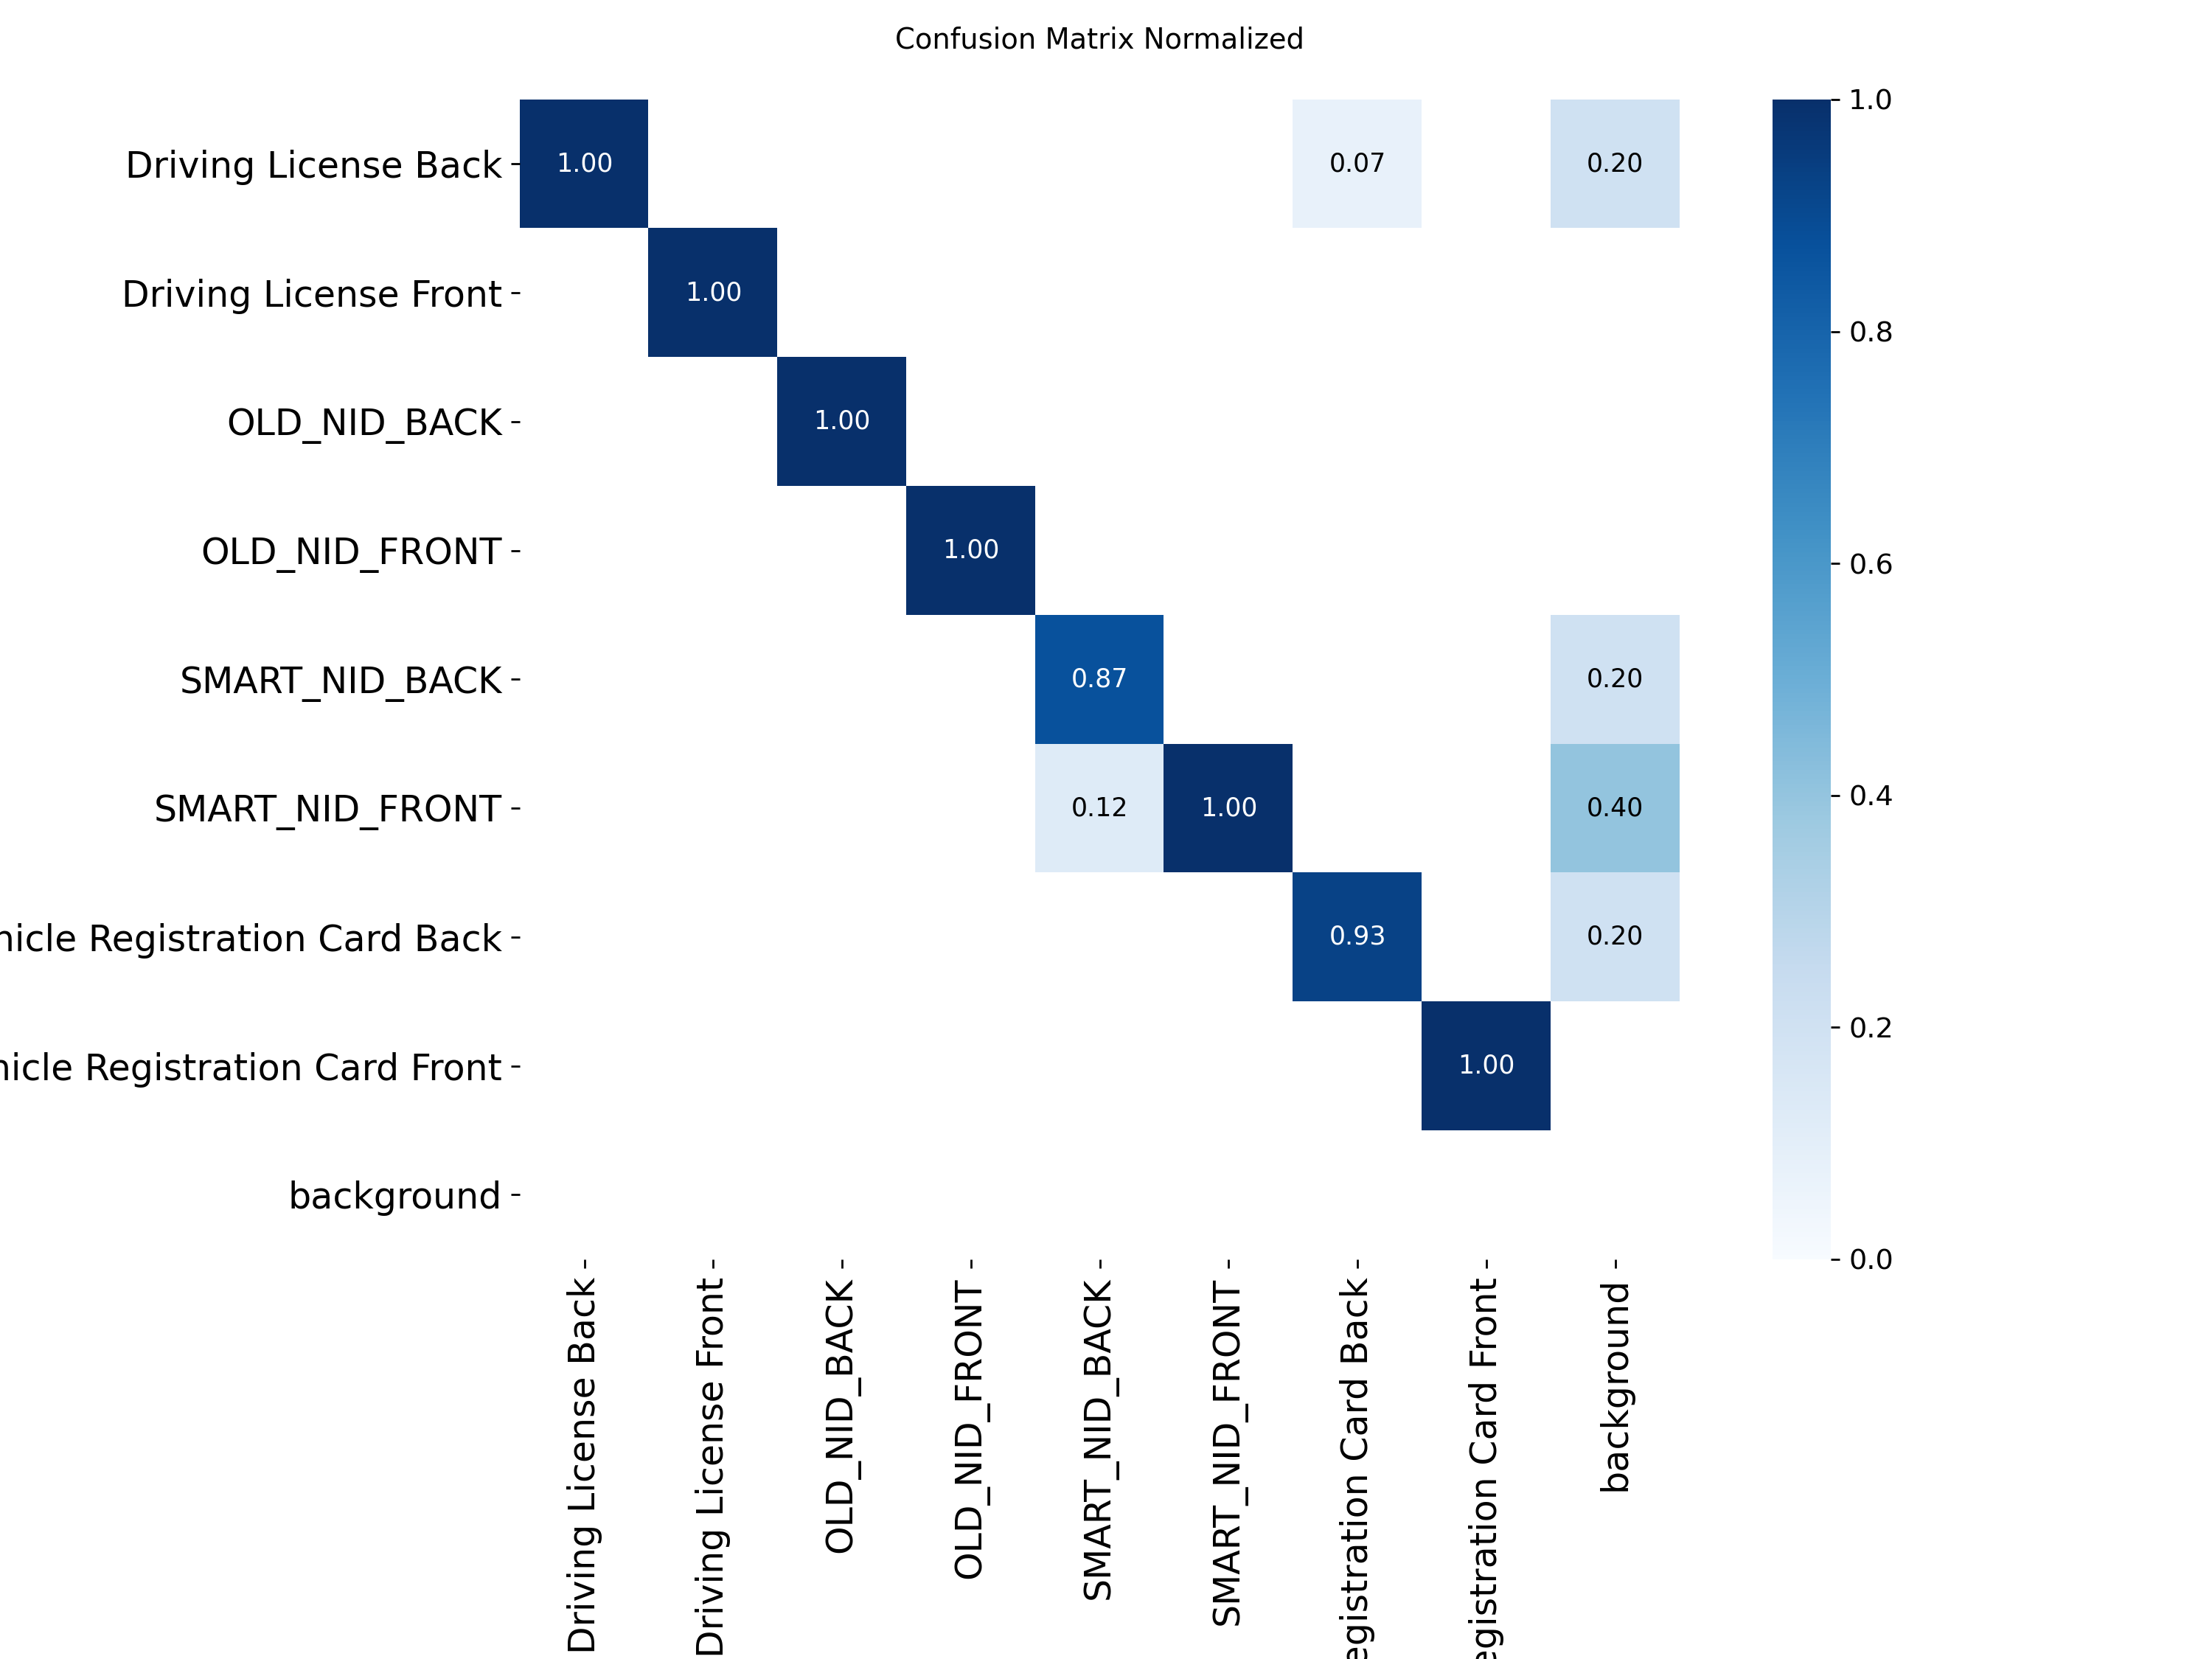 Confusion Matrix Normalized
Driving License Back
1.00
0.07
0.20
1.0
Driving License Front
1.00
0.8
OLD_NID_BACK
1.00
OLD_NID_FRONT
1.00
0.6
SMART_NID_BACK
0.87
0.20
SMART_NID_FRONT
0.12
1.00
0.40
0.4
hicle Registration Card Back
0.93
0.20
hicle Registration Card Front
1.00
0.2
background
0.0
Driving License Back
Driving License Front
OLD_NID_BACK
OLD_NID_FRONT
SMART_NID_BACK
SMART_NID_FRONT
egistration Card Back
egistration Card Front
background